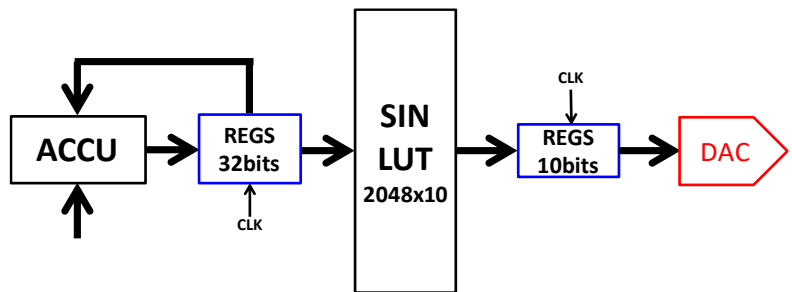 ACCU
REGS
32bits
CLK
SIN
LUT
2048x10
CLK
REGS
10bits
DAC